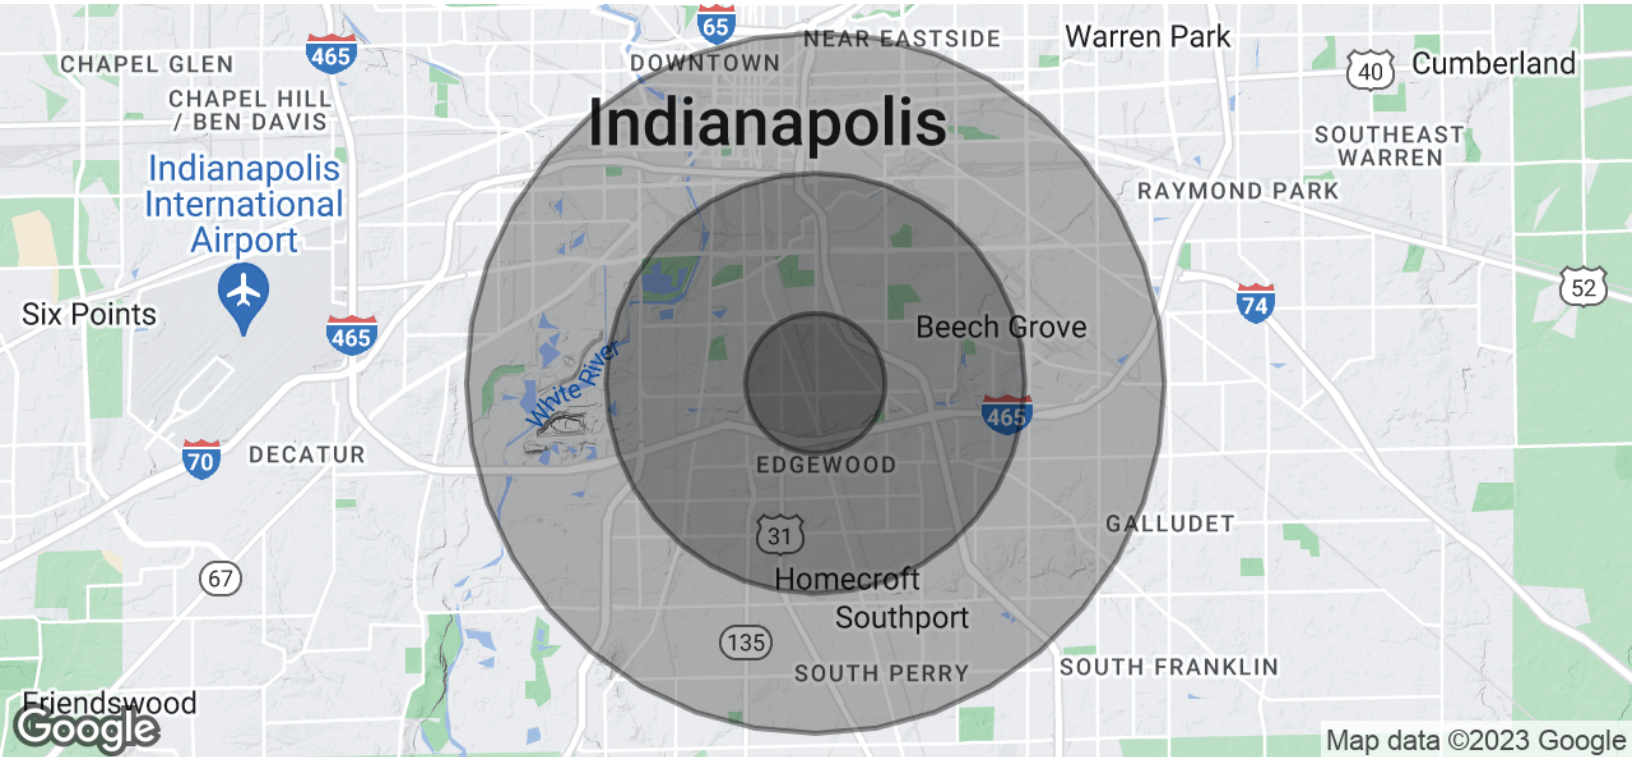 65
NEAR EASTSIDE
Warren Park
465
CHAPEL GLEN
DOWNTOWN
40
Cumberland
CHAPEL HILL
/ BEN DAVIS
Indianapolis
SOUTHEAST
WARREN
Indianapolis
International
Airport
RAYMOND PARK
52
74
Six Points
465
Beech Grove
White River
465
70
DECATUR
EDGEWOOD
GALLUDET
31
67
Homecroft
Southport
135
SOUTH PERRY
SOUTH FRANKLIN
Friendswood
Google
Map data ©2023 Google